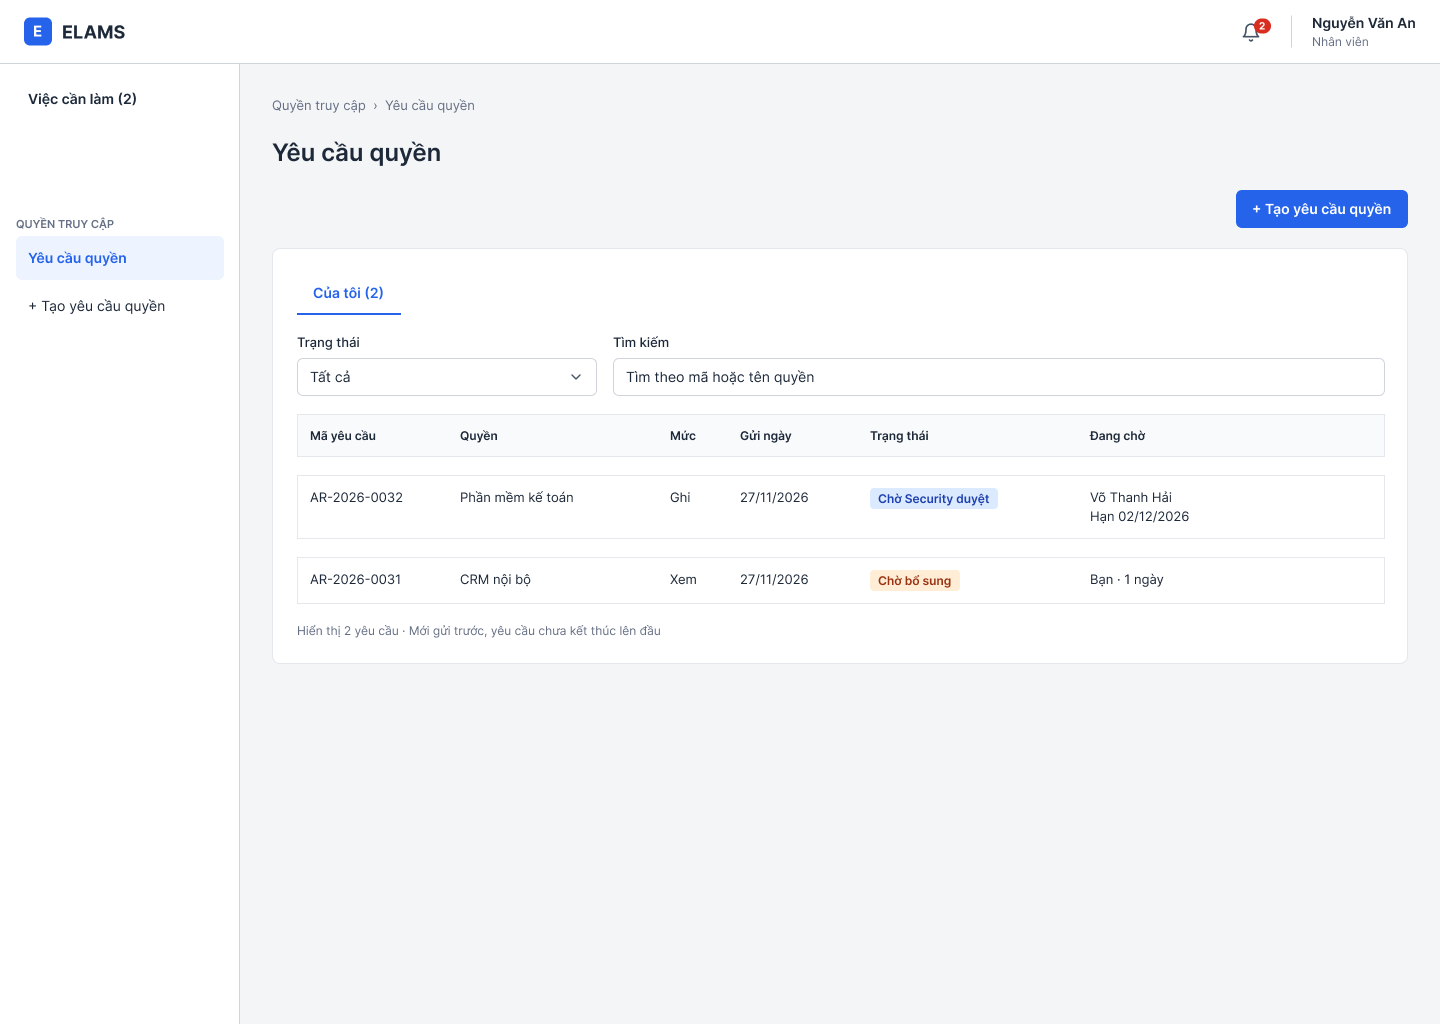 E ELAMS
2
Nguyễn Văn An
Nhân viên
Việc cần làm (2)
QUYỀN TRUY CẬP
Yêu cầu quyền
+ Tạo yêu cầu quyền
Quyền truy cập › Yêu cầu quyền
Yêu cầu quyền
+ Tạo yêu cầu quyền
Của tôi (2)
Trạng thái Tìm kiếm
Tất cả Tìm theo mã hoặc tên quyền
Mã yêu cầu Quyền Mức Gửi ngày Trạng thái Đang chờ
AR-2026-0032 Phần mềm kế toán Ghi 27/11/2026 Chờ Security duyệt Võ Thanh Hải
Hạn 02/12/2026
AR-2026-0031 CRM nội bộ Xem 27/11/2026 Chờ bổ sung Bạn · 1 ngày
Hiển thị 2 yêu cầu · Mới gửi trước, yêu cầu chưa kết thúc lên đầu